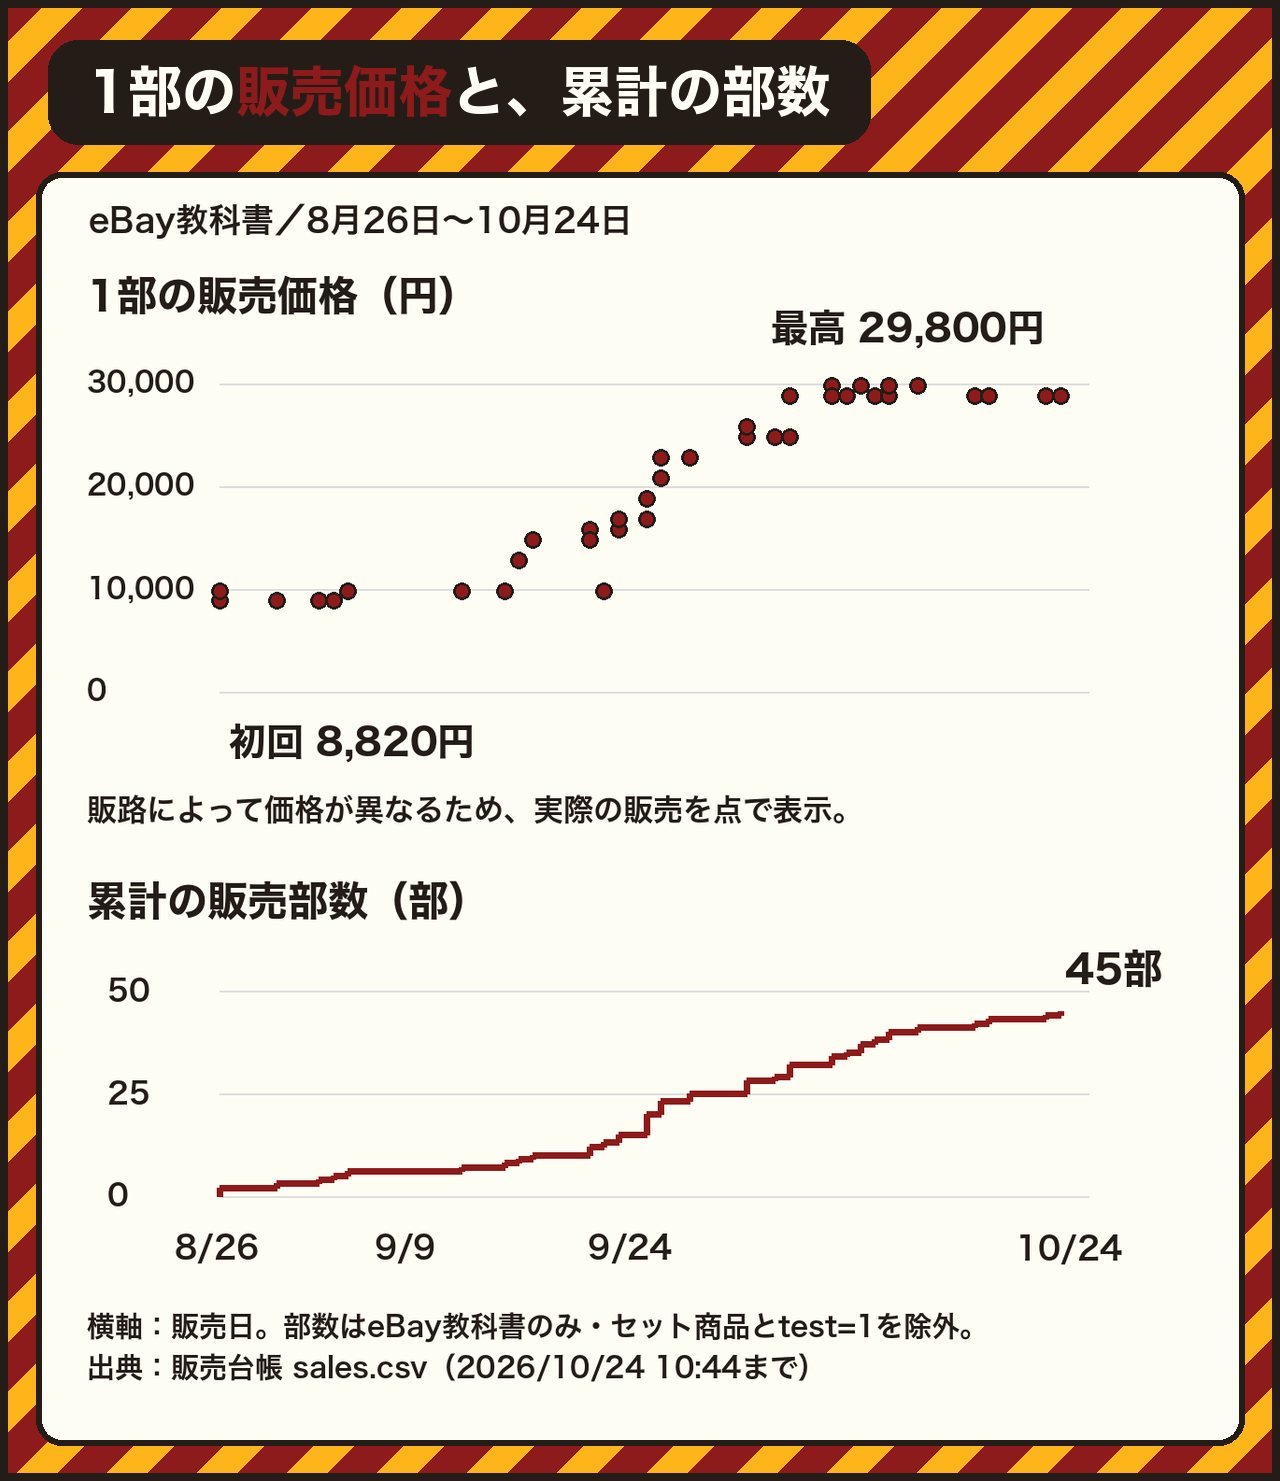 1部の販売価格と、累計の部数
eBay教科書／8月26日〜10月24日
1部の販売価格（円）
最高 29,800円
30,000
20,000
10,000
0
初回 8,820円
販路によって価格が異なるため、実際の販売を点で表示。
累計の販売部数（部）
45部
50
25
0
8/26 9/9 9/24 10/24
横軸：販売日。部数はeBay教科書のみ・セット商品とtest=1を除外。
出典：販売台帳 sales.csv（2026/10/24 10:44まで）